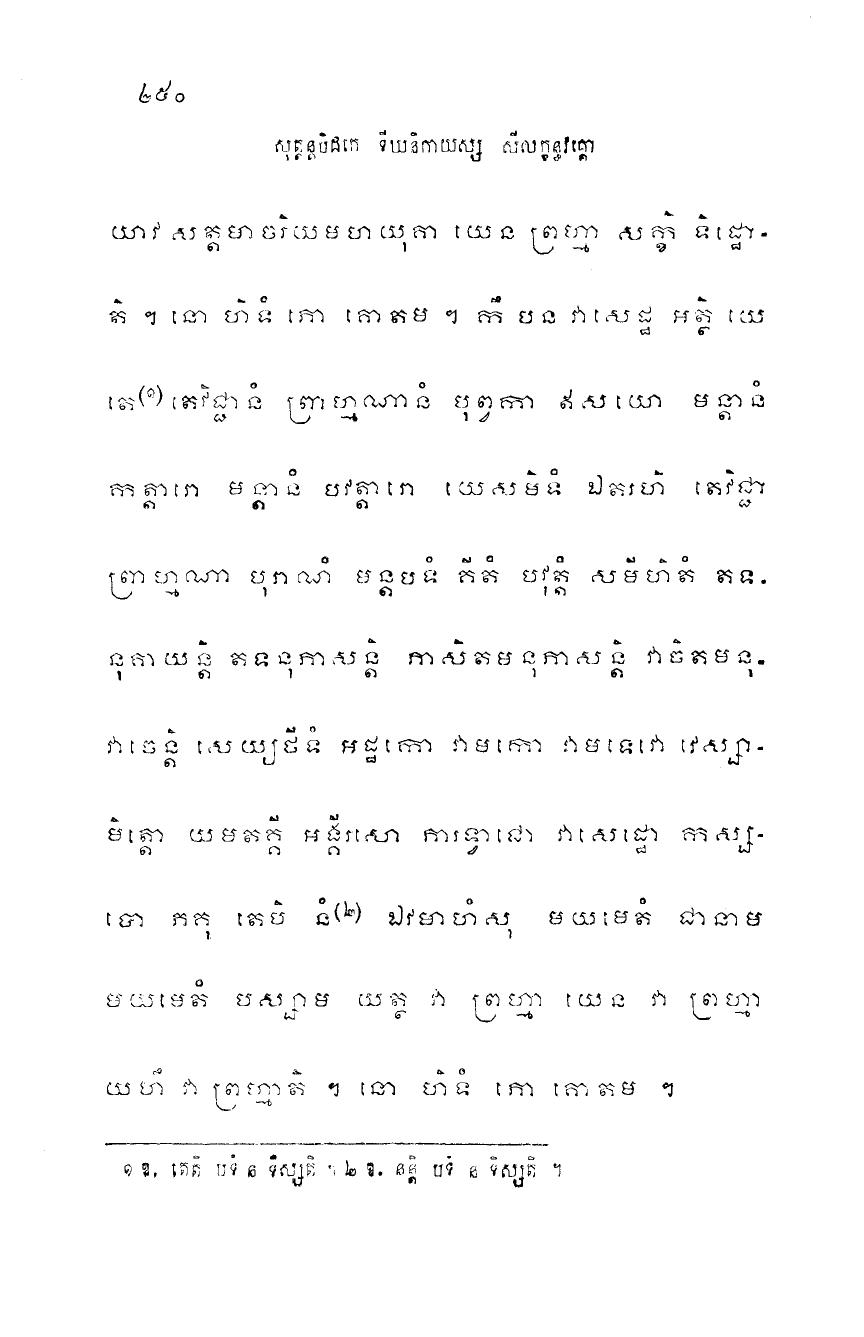 ២៥០
សុត្តន្តបិដកេ ទីឃនិកាយស្ស សីលក្ខន្ធវគ្គោ
យាវ សត្តមាចរិយមហាយុគា យេន ព្រហ្មា សក្ខិ ទិដ្ឋោ-
តិ ។ នោ ហិទំ ភោ គោតម ។ កឹ បន វាសេដ្ឋ អត្ថិ យេ
តេ(១) តេវិជ្ជានំ ព្រាហ្មណានំ បុព្វកា ឥសយោ មន្តានំ
កត្តារោ មន្តានំ បវត្តារោ យេសមិទំ ឯតរហិ តេវិជ្ជា
ព្រាហ្មណា បុរាណំ មន្តបទំ គីតំ បវុត្តំ សមីហិតំ តទ-
នុគាយន្តិ តទនុភាសន្តិ ភាសិតមនុភាសន្តិ វាចិតមនុ-
វាចេន្តិ សេយ្យថីទំ អដ្ឋកោ វាមកោ វាមទេវោ វេស្សា-
មិត្តោ យមតគ្គី អង្គីរសោ ភារទ្វាជោ វាសេដ្ឋោ កស្ស-
បោ ភគុ តេបិ នំ(២) ឯវមាហំសុ មយមេតំ ជានាម
មយមេតំ បស្សាម យត្ថ វា ព្រហ្មា យេន វា ព្រហ្មា
យហឹ វា ព្រហ្មាតិ ។ នោ ហិទំ ភោ គោតម ។
១ ឱ. តេតិ បទំ ន ទិស្សតិ ។ ២ ឱ. នន្តិ បទំ ន ទិស្សតិ ។